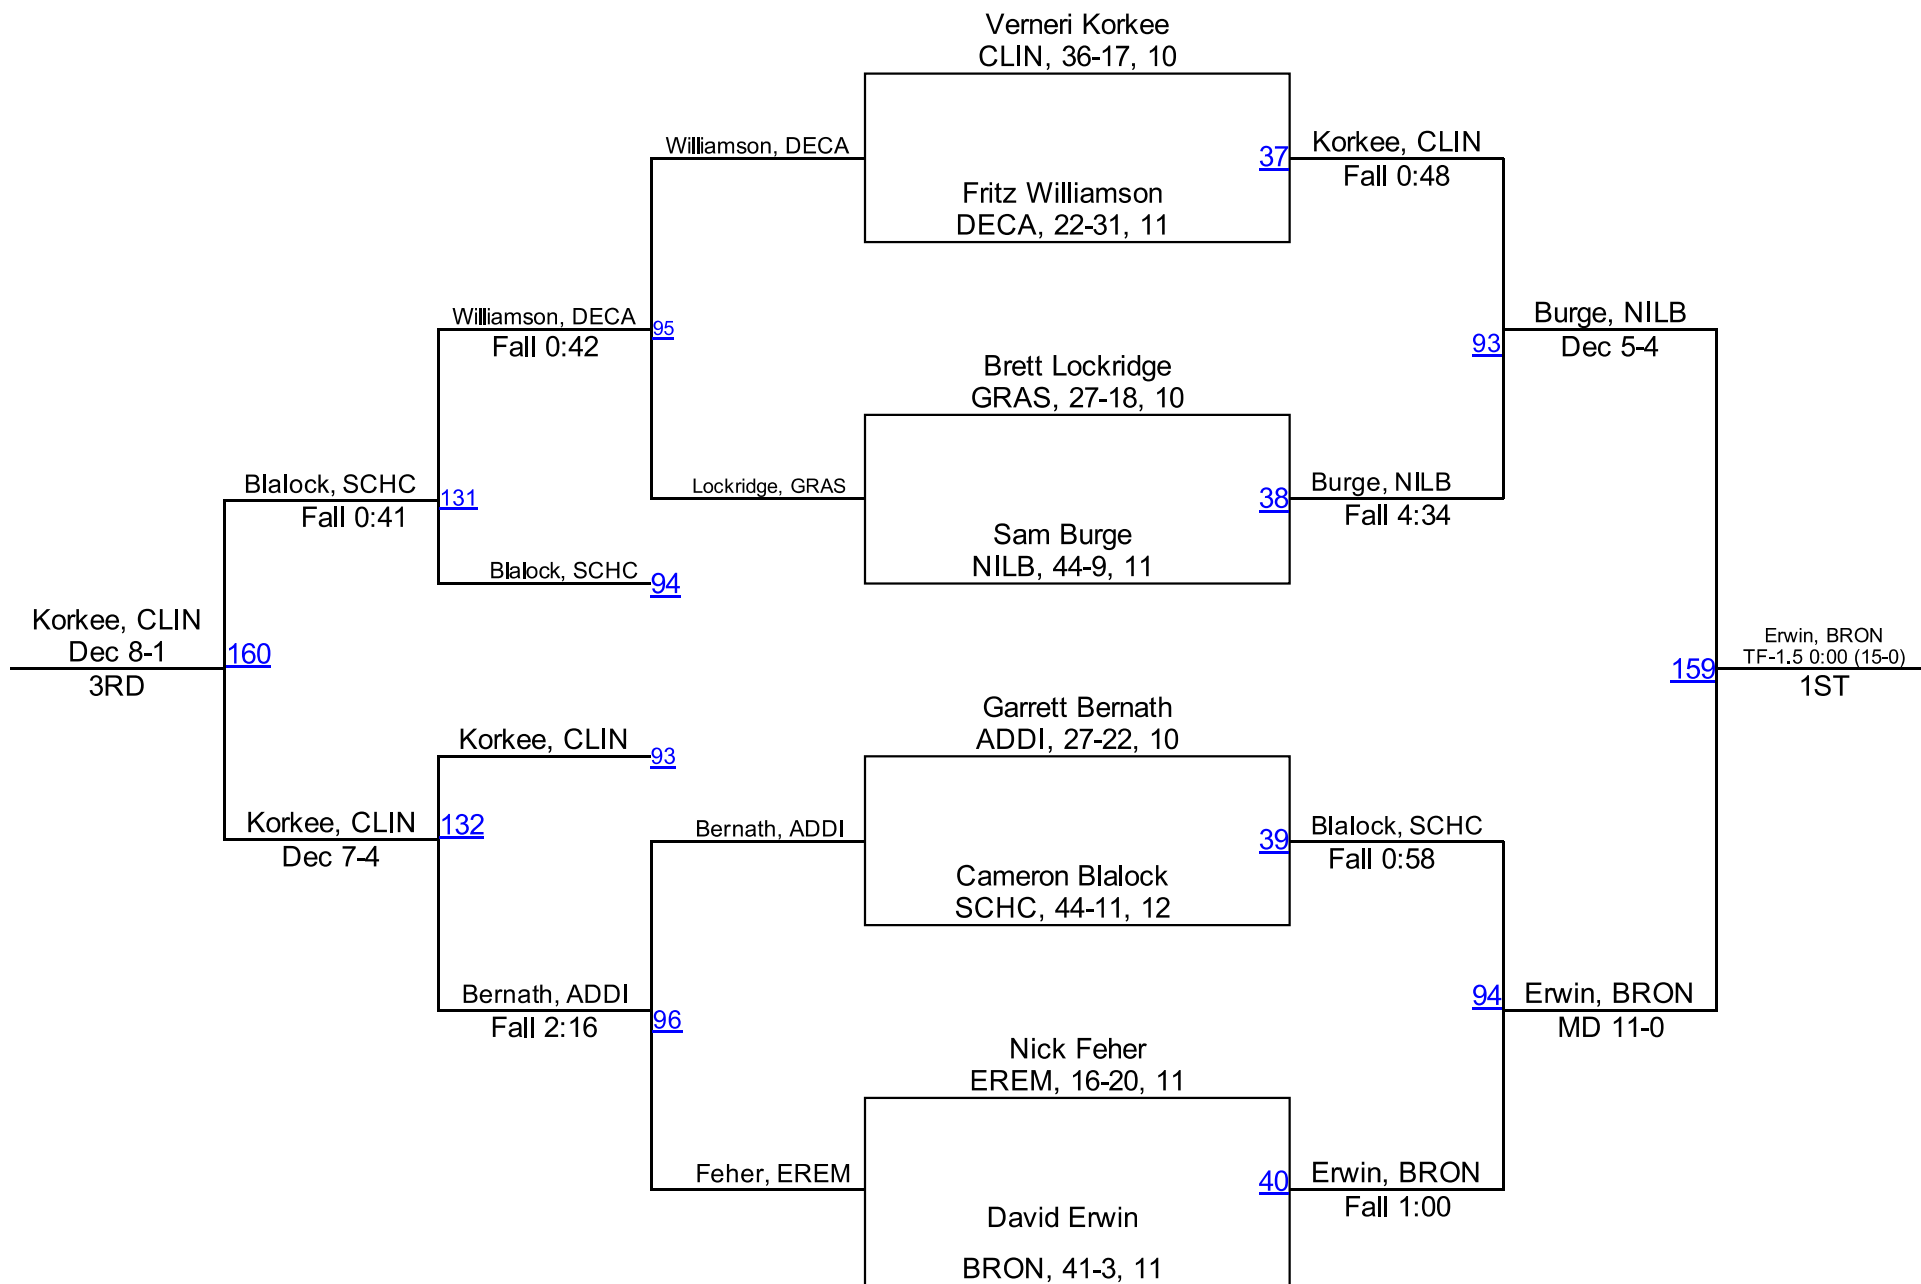 Verneri Korkee
CLIN, 36-17, 10
Williamson, DECA
37
Korkee, CLIN
Fall 0:48
Fritz Williamson
DECA, 22-31, 11
Williamson, DECA
Fall 0:42
95
Burge, NILB
Dec 5-4
93
Brett Lockridge
GRAS, 27-18, 10
Blalock, SCHC
Fall 0:41
131
Lockridge, GRAS
38
Burge, NILB
Fall 4:34
Sam Burge
NILB, 44-9, 11
Blalock, SCHC
94
Korkee, CLIN
Dec 8-1
3RD
160
159
Erwin, BRON
TF-1.5 0:00 (15-0)
1ST
Garrett Bernath
ADDI, 27-22, 10
Korkee, CLIN
93
Korkee, CLIN
Dec 7-4
132
Bernath, ADDI
39
Blalock, SCHC
Fall 0:58
Cameron Blalock
SCHC, 44-11, 12
Bernath, ADDI
Fall 2:16
96
94
Erwin, BRON
MD 11-0
Nick Feher
EREM, 16-20, 11
Feher, EREM
40
Erwin, BRON
Fall 1:00
David Erwin
BRON, 41-3, 11